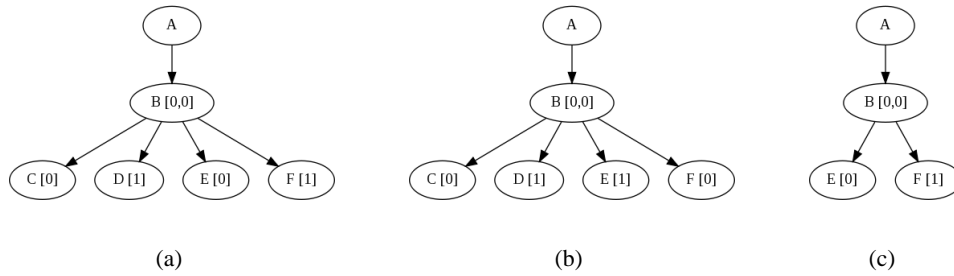 A A A
B [0,0] B [0,0] B [0,0]
C [0] D [1] E [0] F [1] C [0] D [1] E [1] F [0] E [0] F [1]
(a) (b) (c)